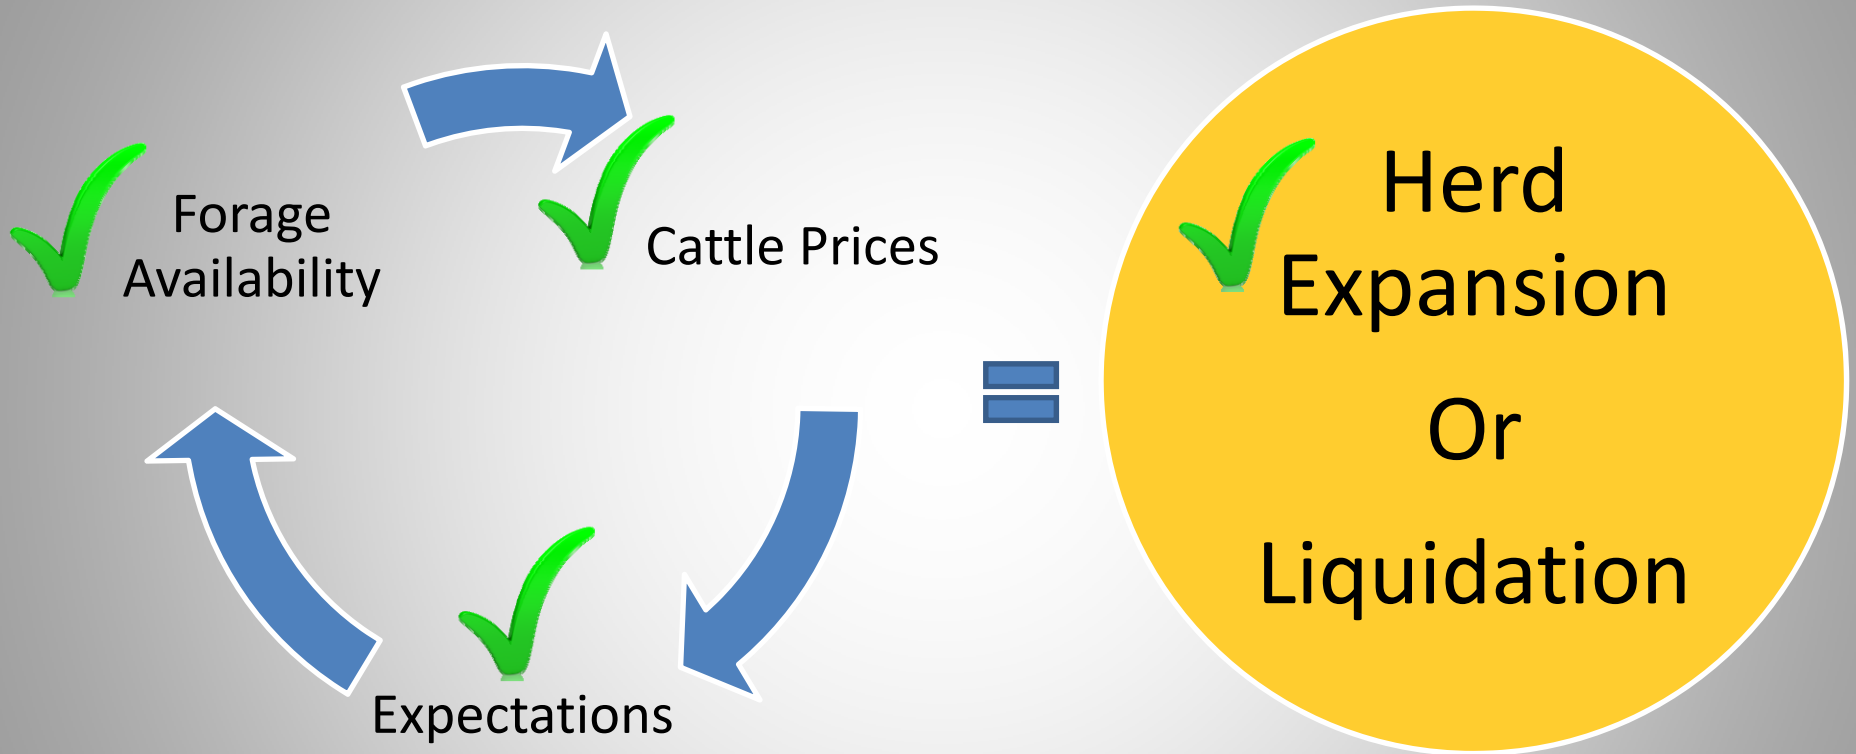 Forage
Availability
Cattle Prices
Expectations
Herd
Expansion
Or
Liquidation